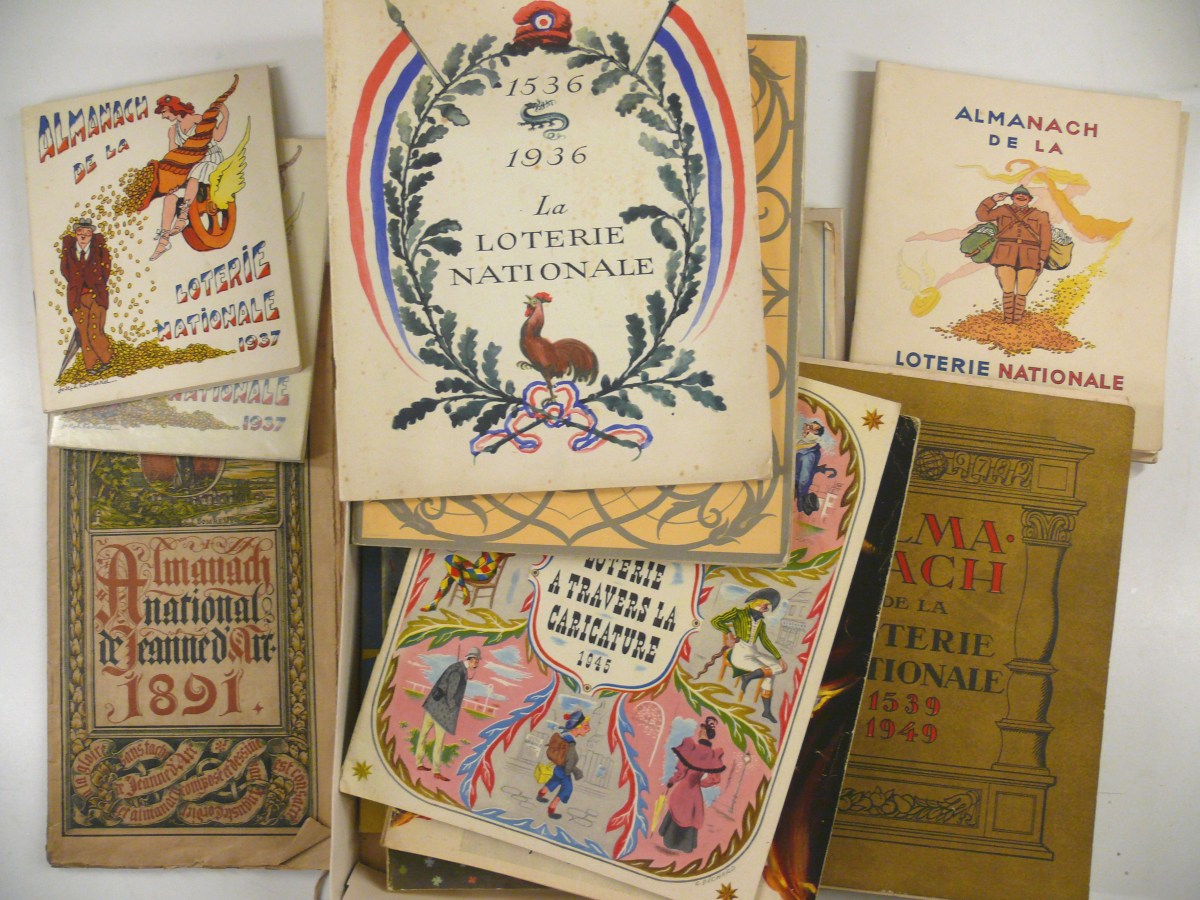 ALMANACH
DE LA
LOTERIE
NATIONALE
1937
NATIONALE
1937
1536
1936
La
LOTERIE
NATIONALE
ALMANACH
DE LA
LOTERIE NATIONALE
Almanach
national
de Jeanne d'Arc
1891.
LOTERIE
A TRAVERS LA
CARICATURE
1945
ALMA.
NACH
DE LA
LOTERIE
NATIONALE
1539
1949